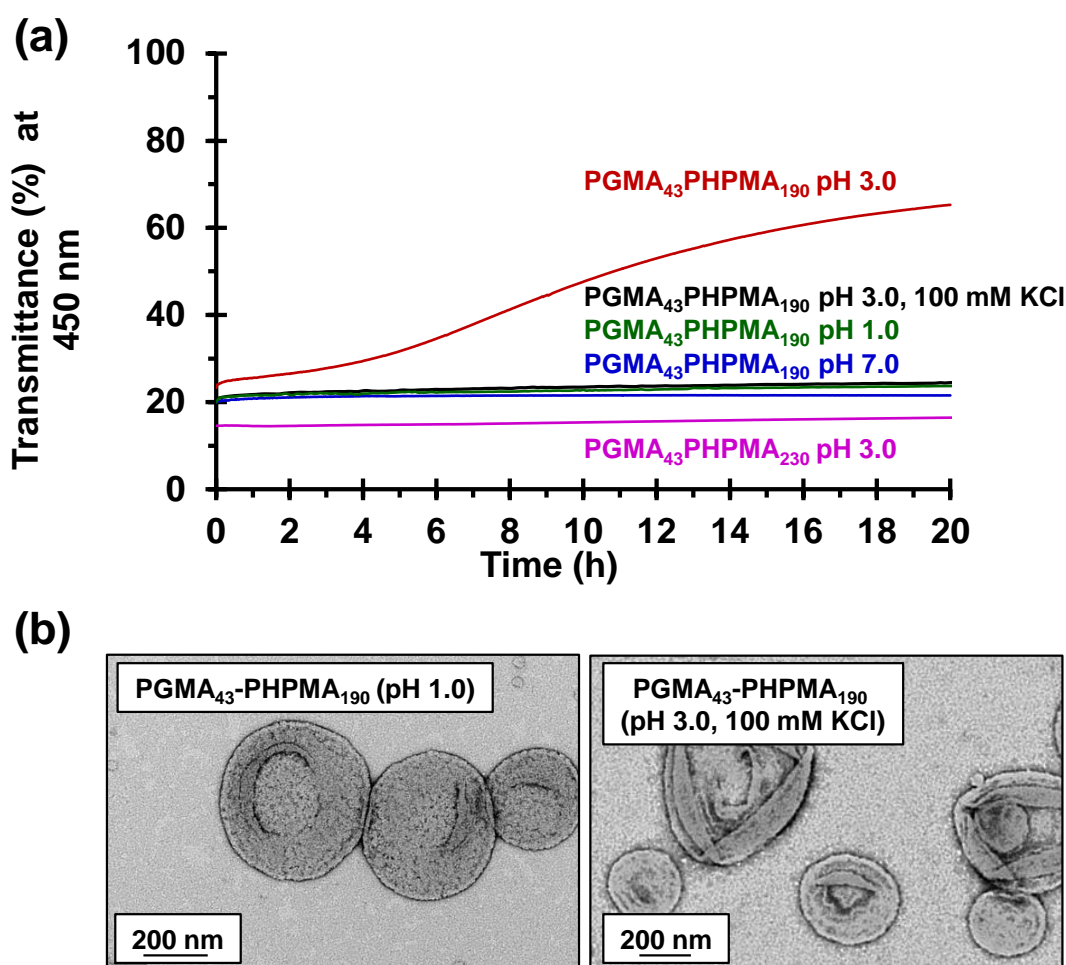 (a)
Transmittance (%) at
450 nm
100
80
60
40
20
0
PGMA₄₃PHPMA₁₉₀ pH 3.0
PGMA₄₃PHPMA₁₉₀ pH 3.0, 100 mM KCl
PGMA₄₃PHPMA₁₉₀ pH 1.0
PGMA₄₃PHPMA₁₉₀ pH 7.0
PGMA₄₃PHPMA₂₃₀ pH 3.0
0 2 4 6 8 10 12 14 16 18 20
Time (h)
(b)
PGMA₄₃-PHPMA₁₉₀ (pH 1.0)
200 nm
PGMA₄₃-PHPMA₁₉₀
(pH 3.0, 100 mM KCl)
200 nm